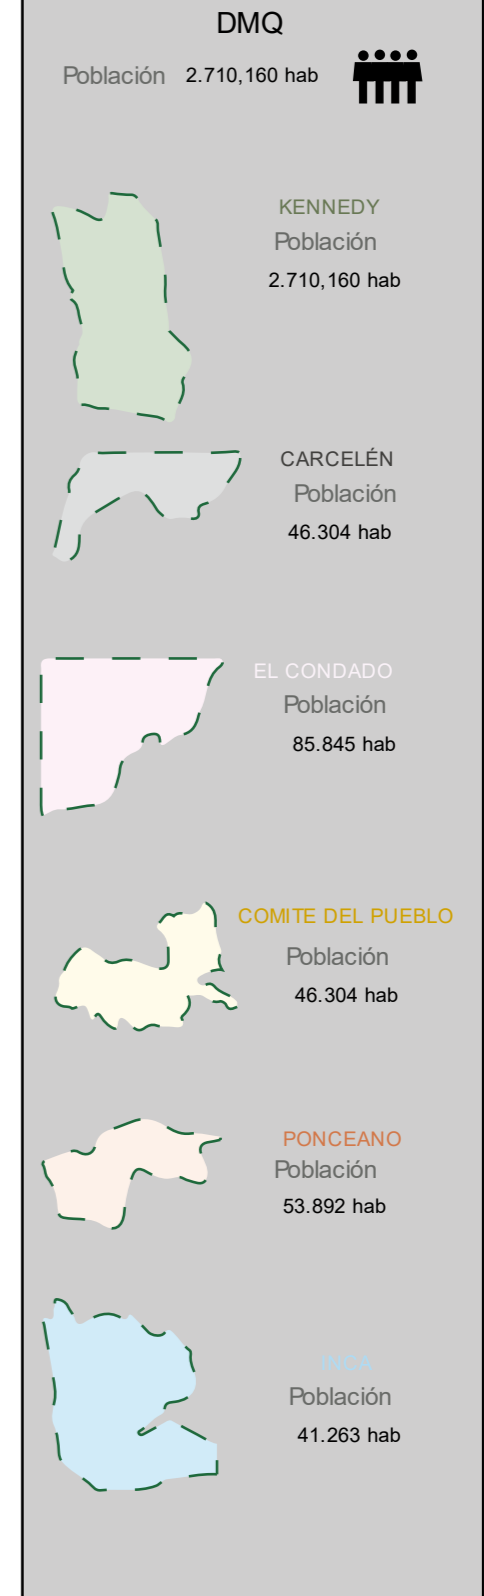 DMQ
Población 2.710,160 hab
KENNEDY
Población
2.710,160 hab
CARCELÉN
Población
46.304 hab
EL CONDADO
Población
85.845 hab
COMITE DEL PUEBLO
Población
46.304 hab
PONCEANO
Población
53.892 hab
INCA
Población
41.263 hab